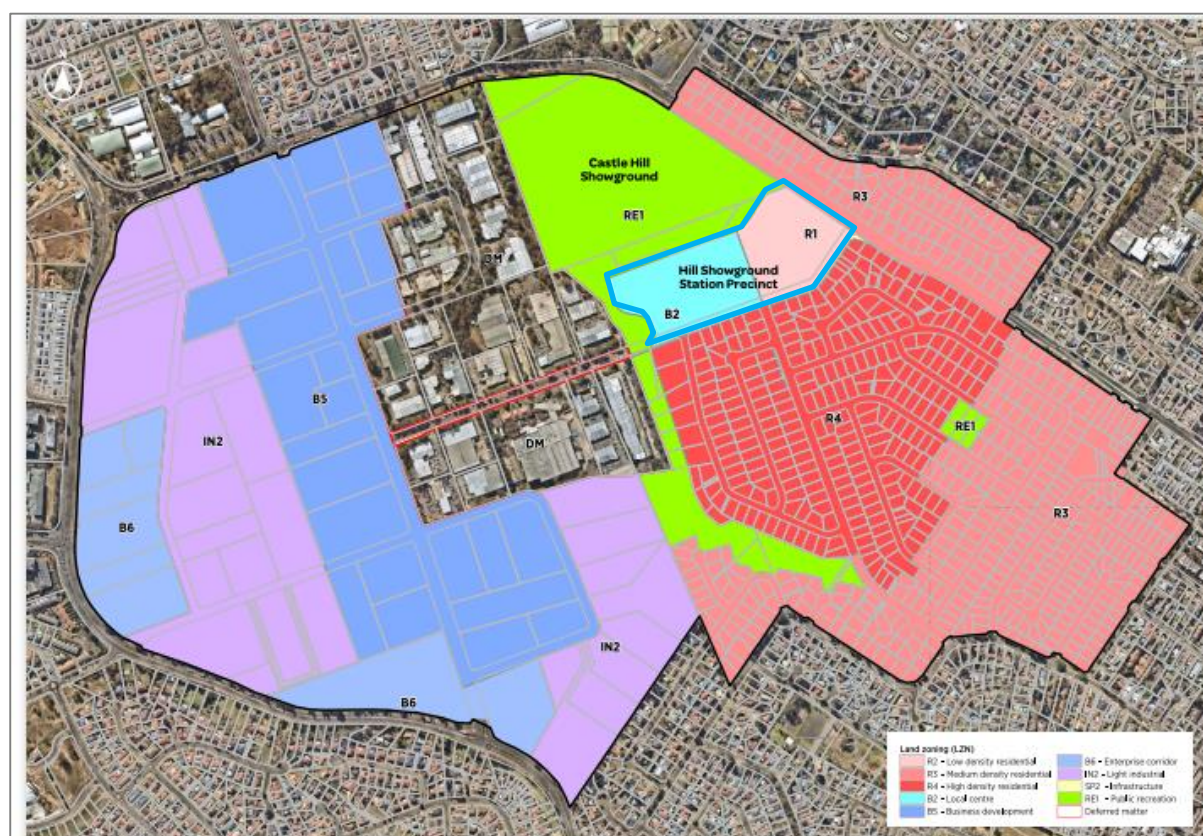 N
Castle Hill
Showground
RE1
R3
R1
DM
Hill Showground
Station Precinct
B2
B5
R4
RE1
IN2
DM
B6
R3
IN2
B6
Land zoning (LZN)
R2 - Low density residential
R3 - Medium density residential
R4 - High density residential
B2 - Local centre
B5 - Business development
B6 - Enterprise corridor
IN2 - Light industrial
SP2 - Infrastructure
RE1 - Public recreation
Deferred matter